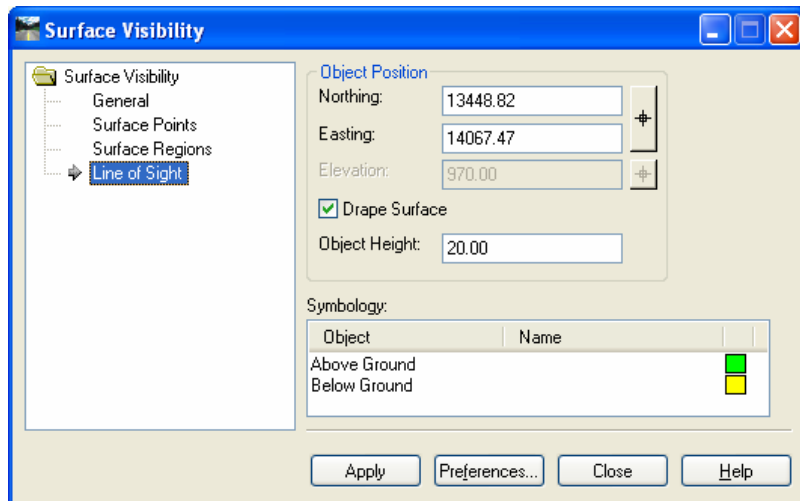 Surface Visibility
Surface Visibility
General
Surface Points
Surface Regions
Line of Sight
Object Position
Northing: 13448.82
Easting: 14067.47
Elevation: 970.00
Drape Surface
Object Height: 20.00
Symbology:
Object Name
Above Ground
Below Ground
Apply Preferences... Close Help